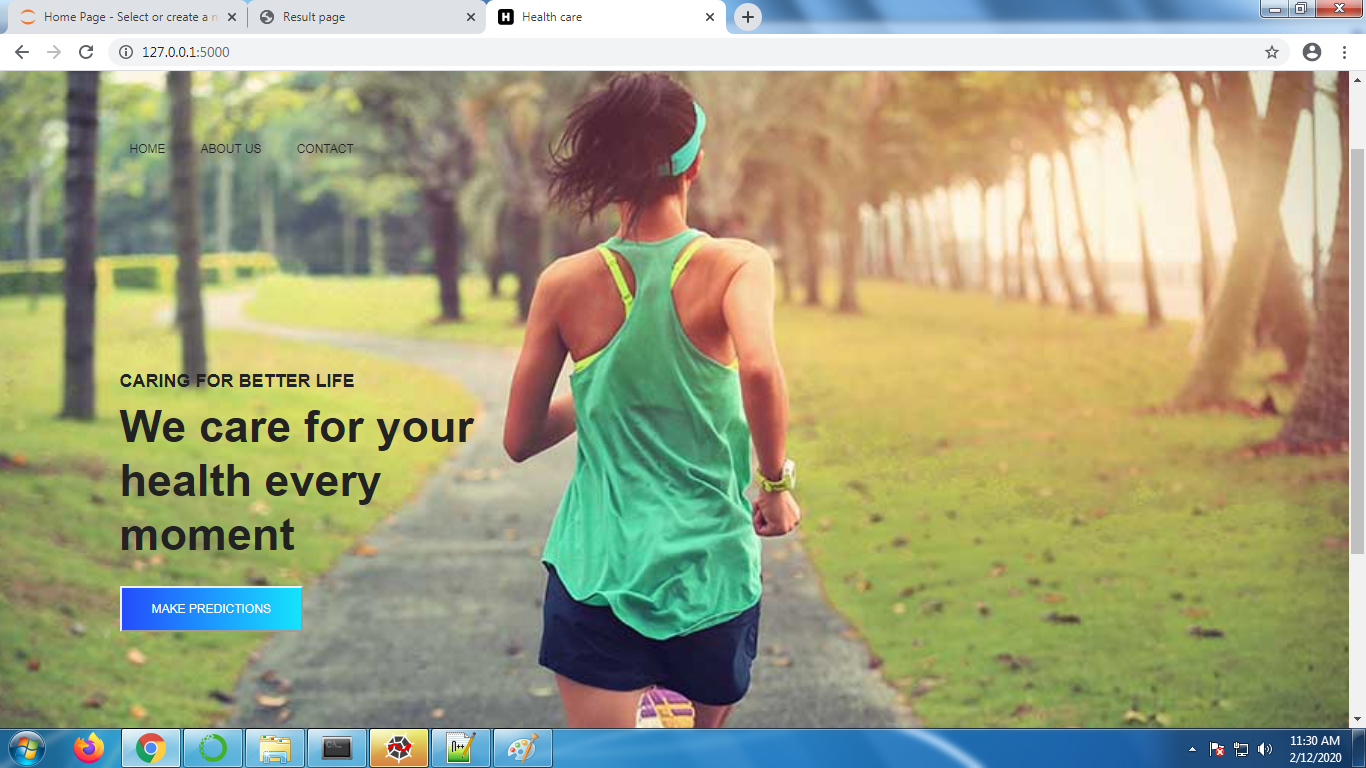 Home Page - Select or create a n
Result page
H Health care
127.0.0.1:5000
HOME ABOUT US CONTACT
CARING FOR BETTER LIFE
We care for your
health every
moment
MAKE PREDICTIONS
11:30 AM
2/12/2020